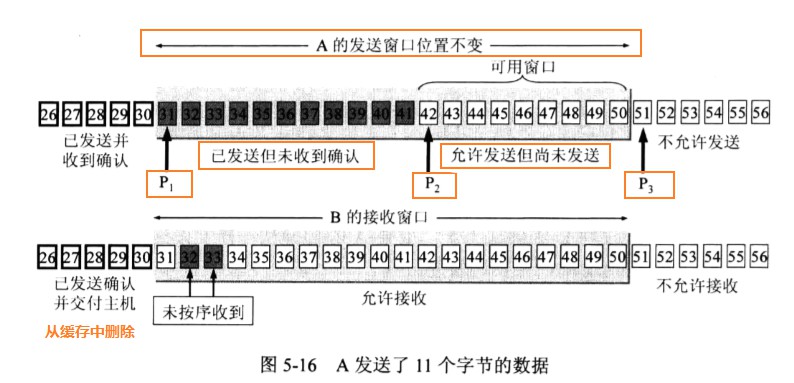 A 的发送窗口位置不变
可用窗口
26 27 28 29 30 31 32 33 34 35 36 37 38 39 40 41 42 43 44 45 46 47 48 49 50 51 52 53 54 55 56
已发送并
收到确认
已发送但未收到确认
允许发送但尚未发送
不允许发送
P₁
P₂
P₃
B 的接收窗口
26 27 28 29 30 31 32 33 34 35 36 37 38 39 40 41 42 43 44 45 46 47 48 49 50 51 52 53 54 55 56
已发送确认
并交付主机
未按序收到
允许接收
不允许接收
从缓存中删除
图 5-16 A 发送了 11 个字节的数据